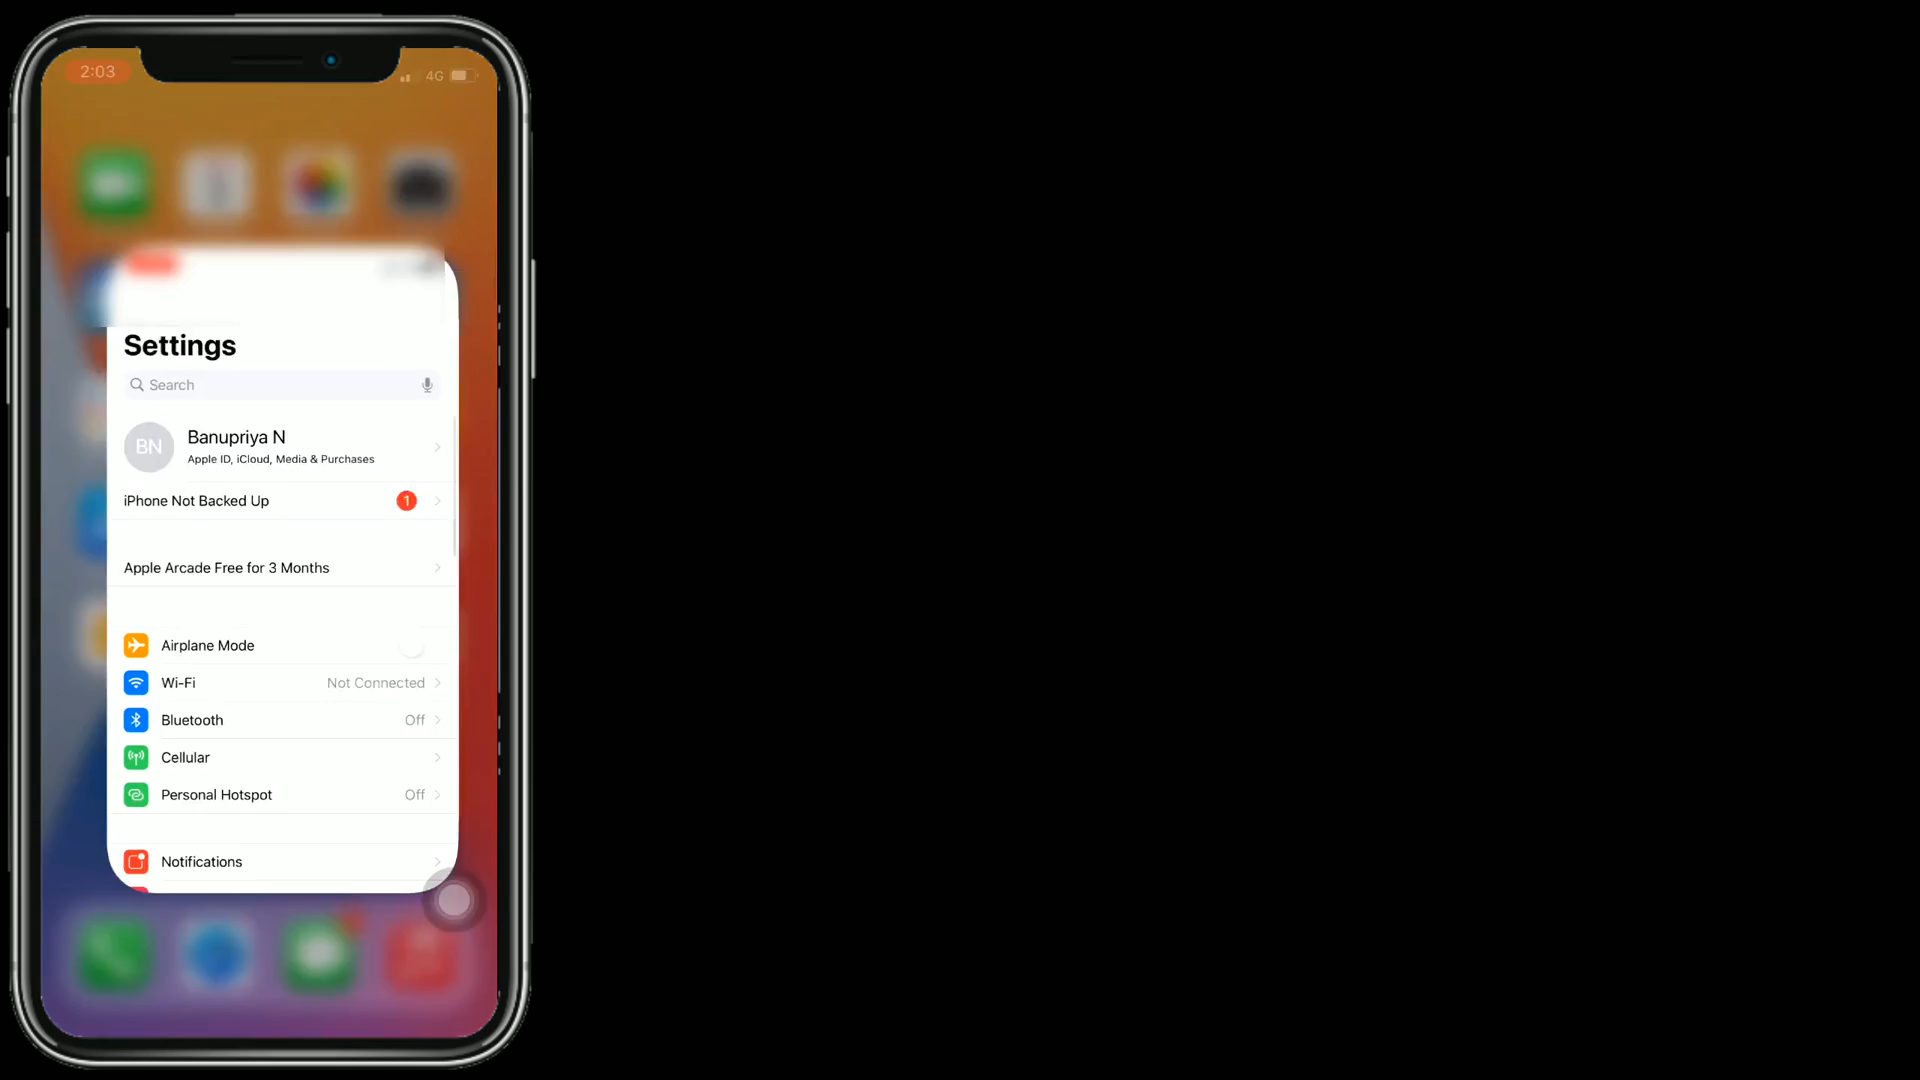 2:03
4G
Settings
Search
BN
Banupriya N
Apple ID, iCloud, Media & Purchases
iPhone Not Backed Up 1
Apple Arcade Free for 3 Months
Airplane Mode
Wi-Fi Not Connected
Bluetooth Off
Cellular
Personal Hotspot Off
Notifications